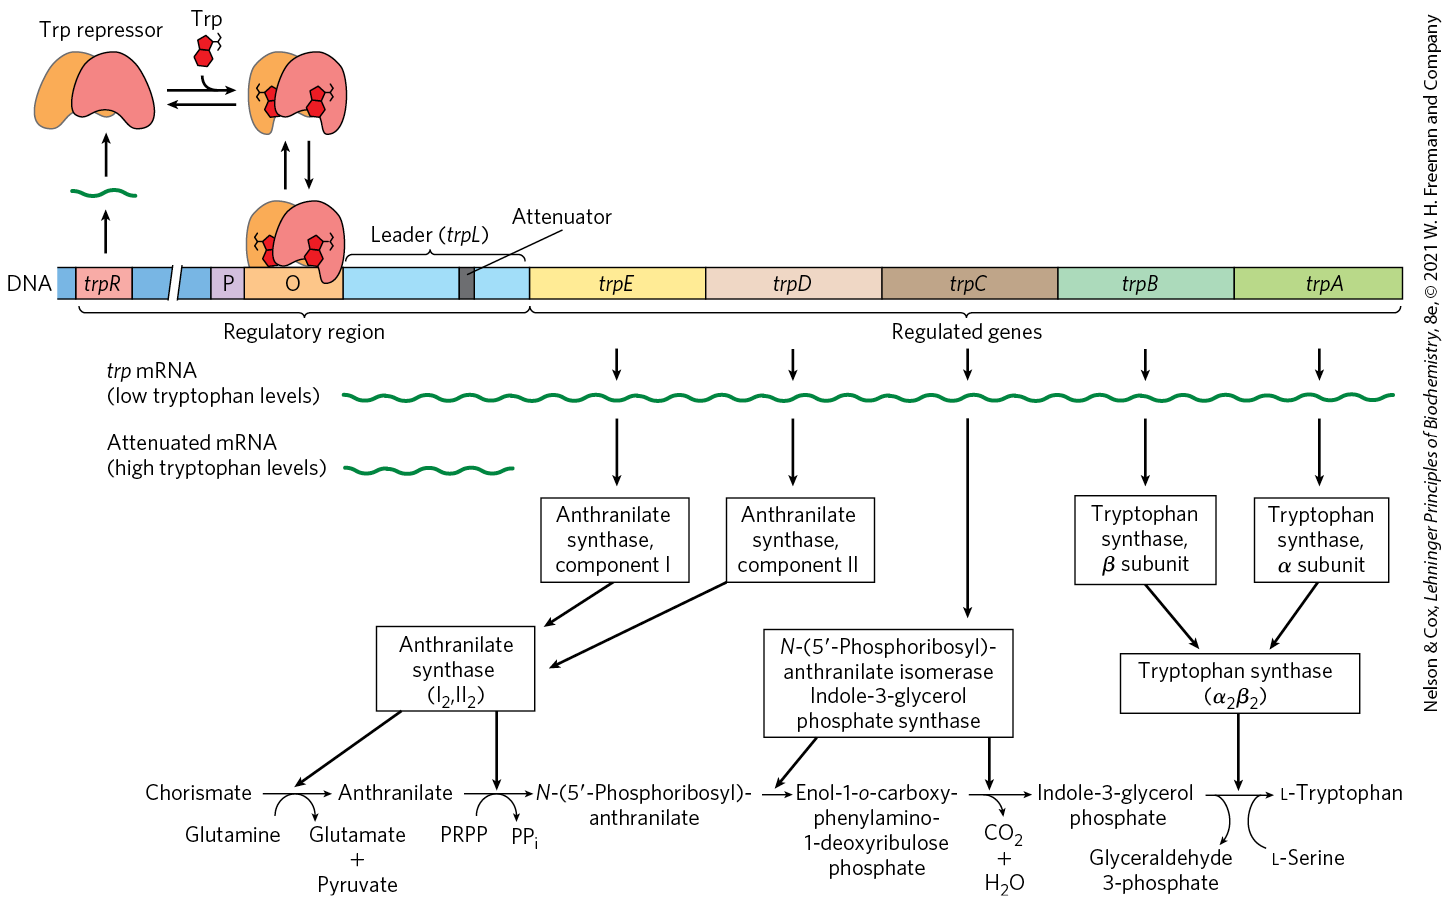 Trp repressor
Trp
Attenuator
Leader (trpL)
DNA
trpR
P
O
trpE
trpD
trpC
trpB
trpA
Regulatory region
Regulated genes
trp mRNA
(low tryptophan levels)
Attenuated mRNA
(high tryptophan levels)
Anthranilate
synthase,
component I
Anthranilate
synthase,
component II
Tryptophan
synthase,
β subunit
Tryptophan
synthase,
α subunit
Anthranilate
synthase
(I₂,II₂)
N-(5′-Phosphoribosyl)-
anthranilate isomerase
Indole-3-glycerol
phosphate synthase
Tryptophan synthase
(α₂β₂)
Chorismate
Glutamine
Anthranilate
Glutamate
+
Pyruvate
PRPP
PPᵢ
N-(5′-Phosphoribosyl)-
anthranilate
Enol-1-o-carboxy-
phenylamino-
1-deoxyribulose
phosphate
CO₂
+
H₂O
Indole-3-glycerol
phosphate
Glyceraldehyde
3-phosphate
L-Serine
L-Tryptophan
Nelson & Cox, Lehninger Principles of Biochemistry, 8e, © 2021 W. H. Freeman and Company